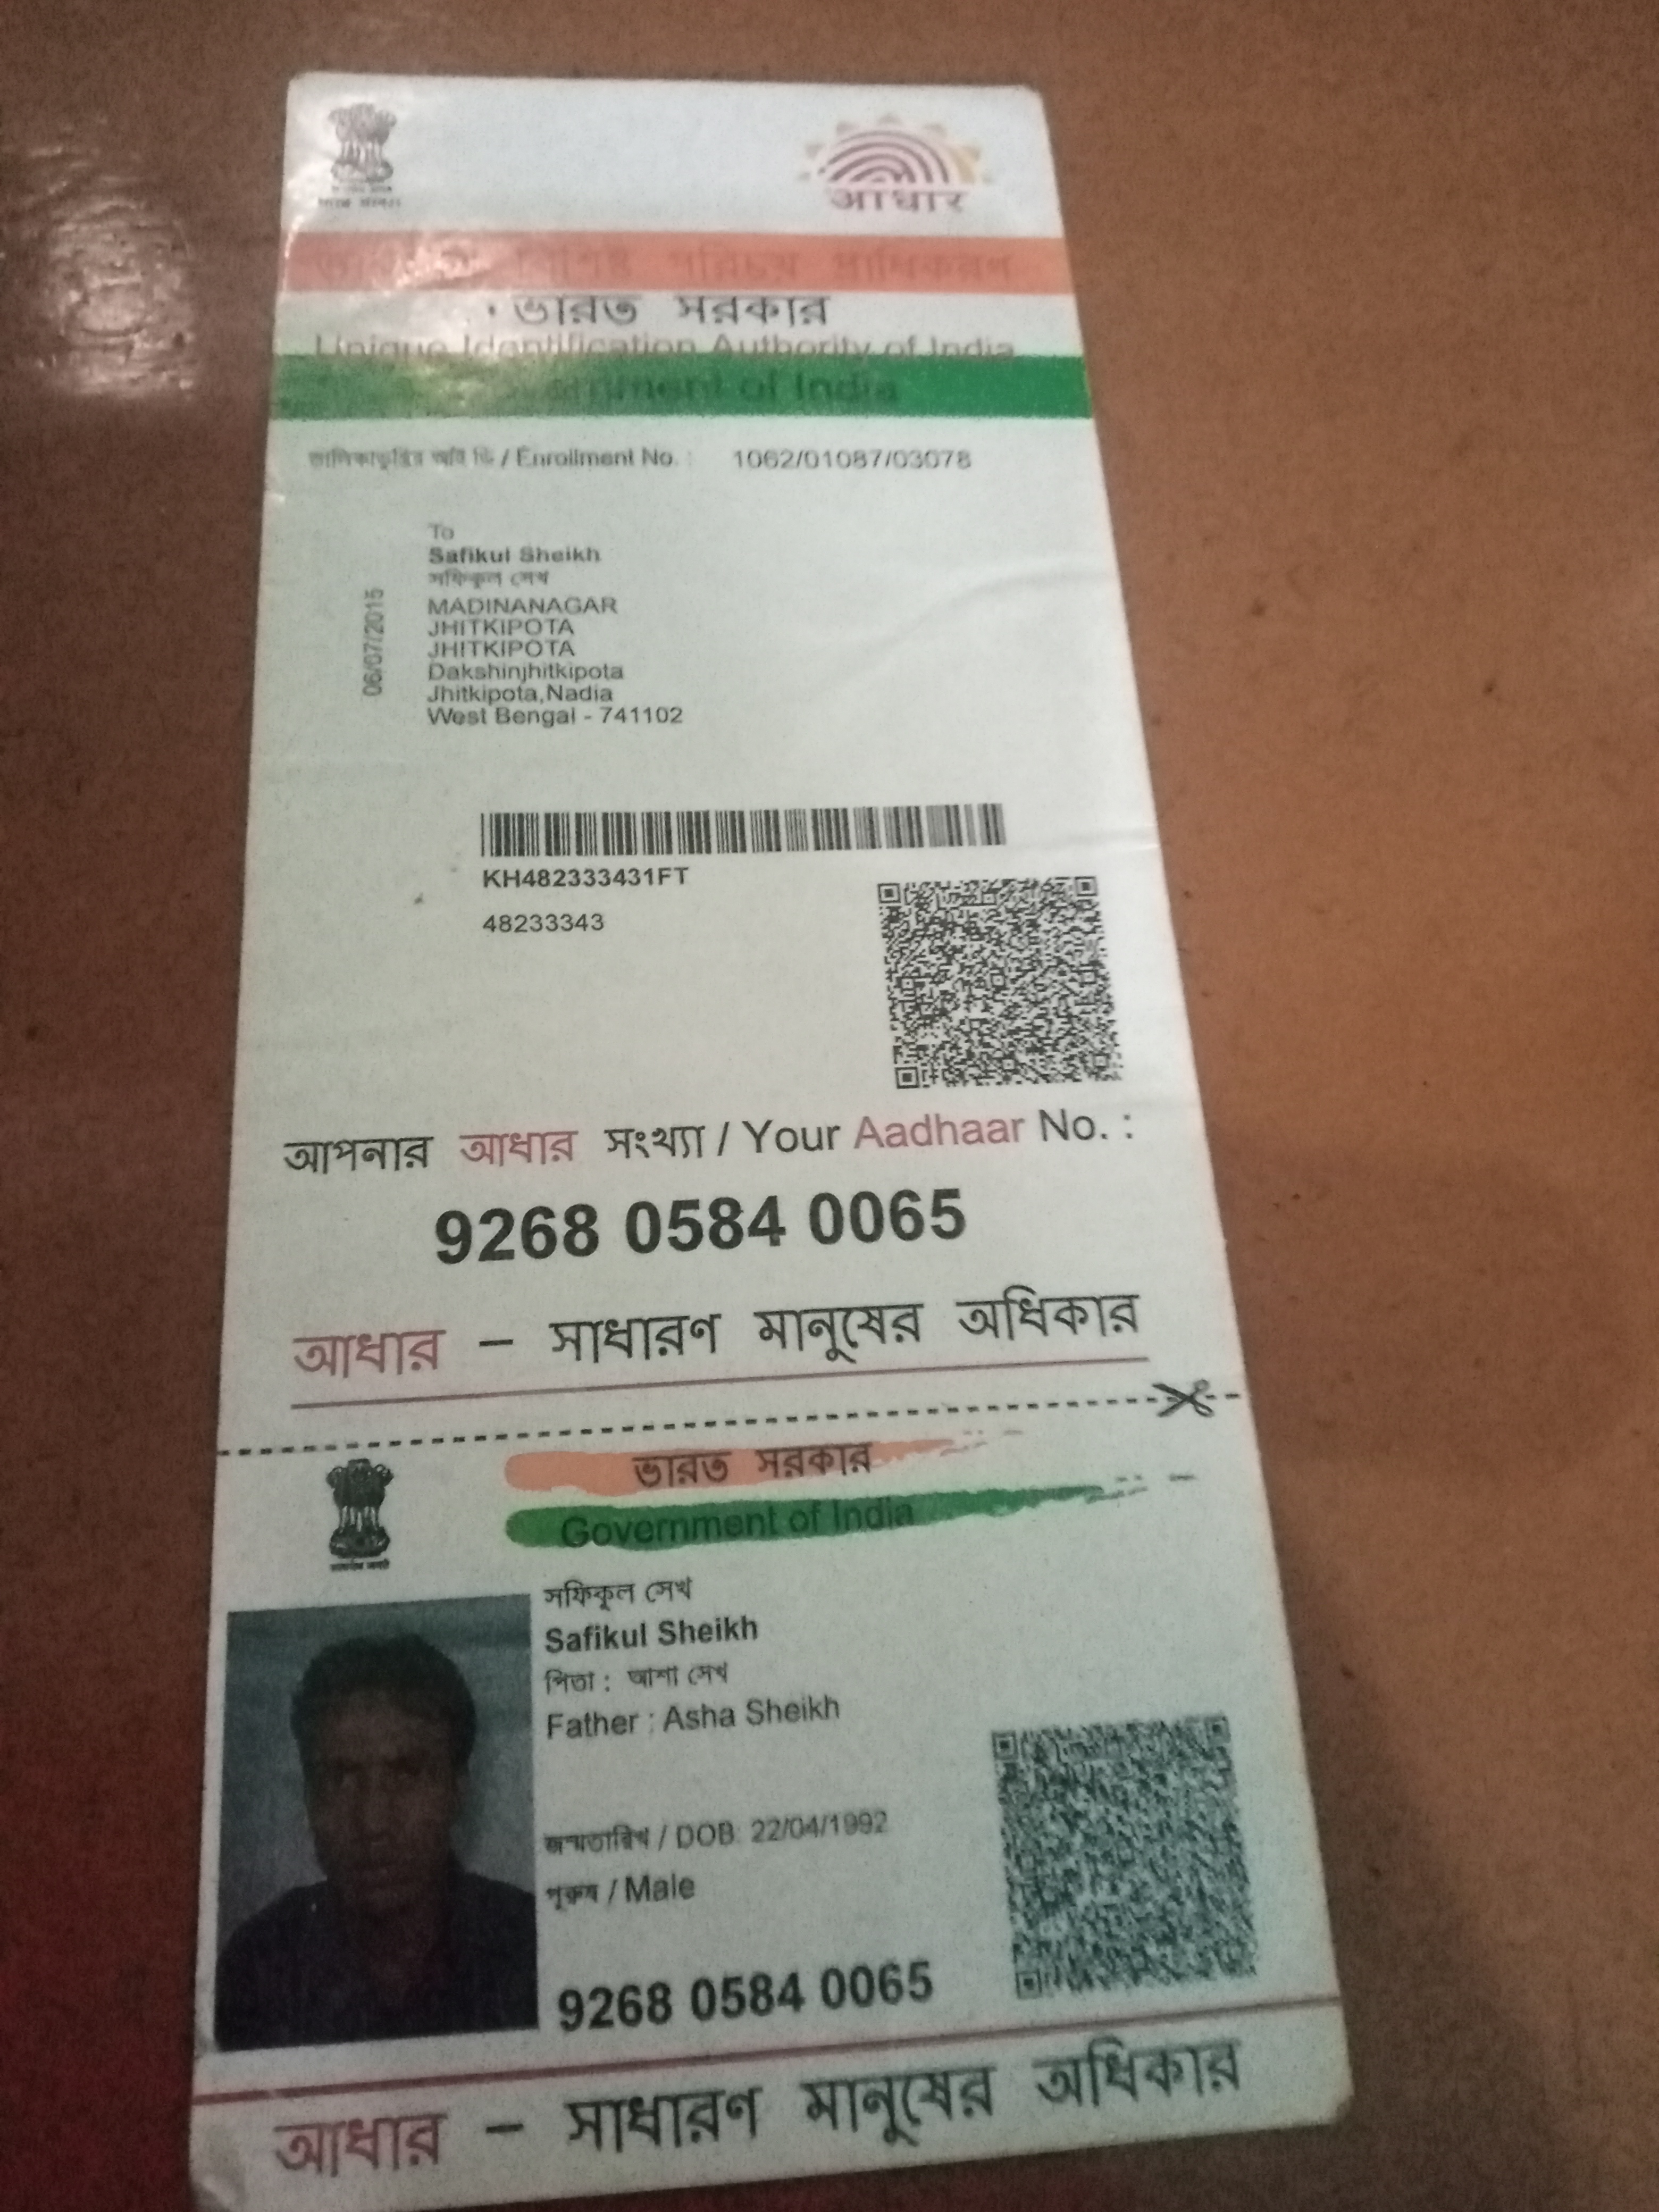 आधार
ভারত সরকার
Unique Identification Authority of India
Government of India
তালিকাভুক্তির আই ডি / Enrollment No. : 1062/01087/03078
To
Safikul Sheikh
সফিকুল সেখ
MADINANAGAR
JHITKIPOTA
JHITKIPOTA
Dakshinjhitkipota
Jhitkipota,Nadia
West Bengal - 741102
06/07/2015
KH482333431FT
48233343
আপনার আধার সংখ্যা / Your Aadhaar No. :
9268 0584 0065
আধার – সাধারণ মানুষের অধিকার
ভারত সরকার
Government of India
সফিকুল সেখ
Safikul Sheikh
পিতা : আশা সেখ
Father : Asha Sheikh
জন্মতারিখ / DOB: 22/04/1992
পুরুষ / Male
9268 0584 0065
আধার – সাধারণ মানুষের অধিকার